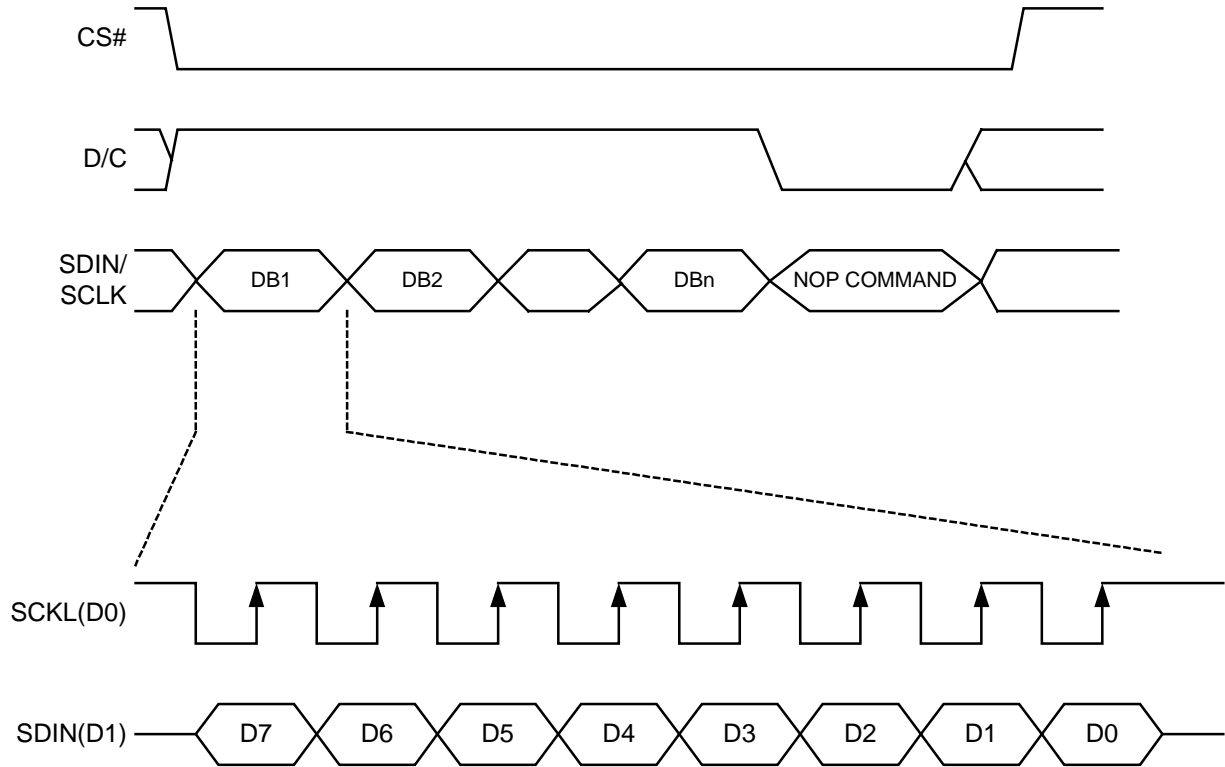 CS#
D/C
SDIN/
SCLK
DB1 DB2 DBn NOP COMMAND
SCKL(D0)
SDIN(D1) D7 D6 D5 D4 D3 D2 D1 D0